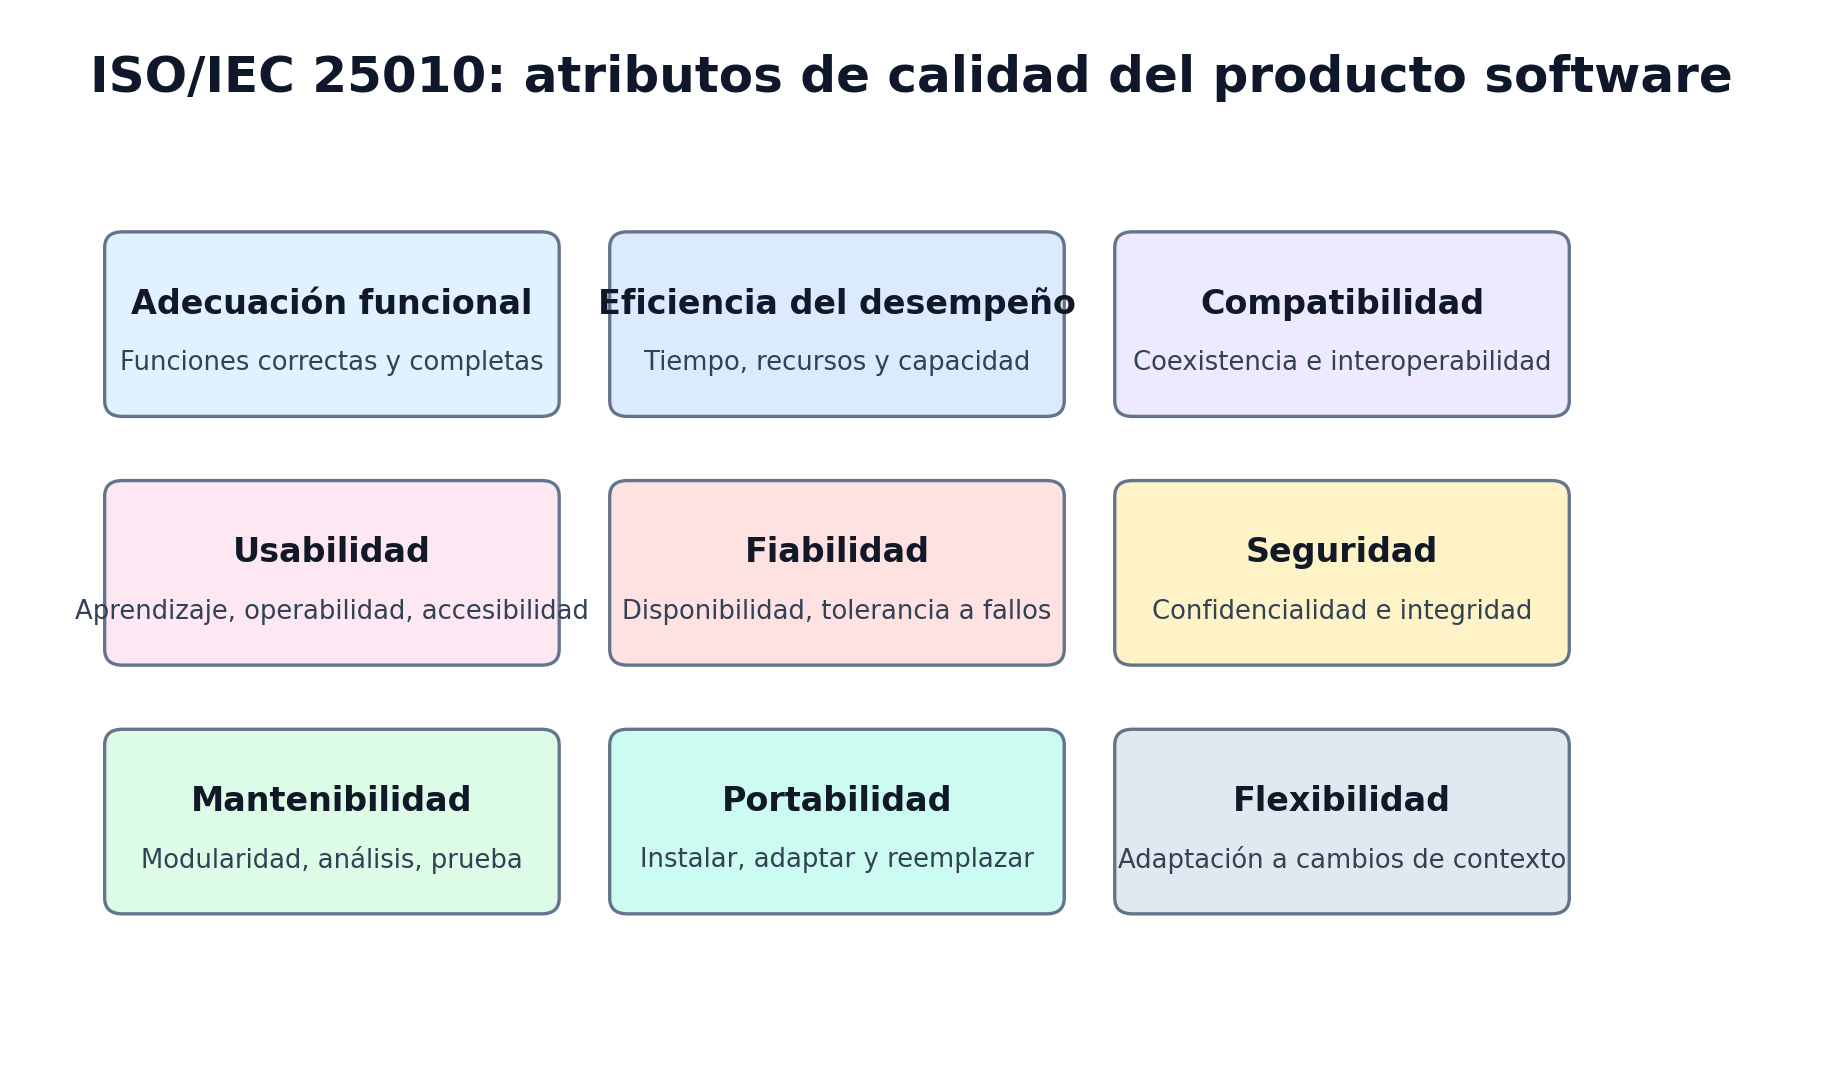 ISO/IEC 25010: atributos de calidad del producto software
Adecuación funcional
Funciones correctas y completas
Eficiencia del desempeño
Tiempo, recursos y capacidad
Compatibilidad
Coexistencia e interoperabilidad
Usabilidad
Aprendizaje, operabilidad, accesibilidad
Fiabilidad
Disponibilidad, tolerancia a fallos
Seguridad
Confidencialidad e integridad
Mantenibilidad
Modularidad, análisis, prueba
Portabilidad
Instalar, adaptar y reemplazar
Flexibilidad
Adaptación a cambios de contexto